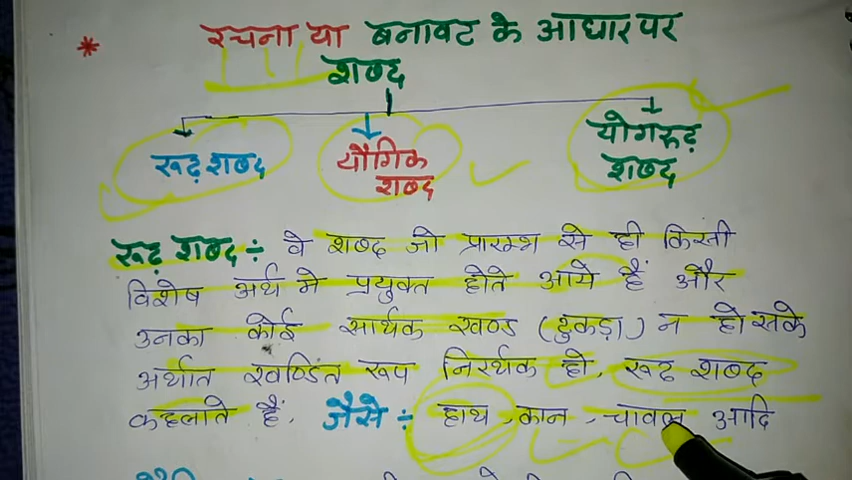 * रचना या बनावट के आधार पर
शब्द
रूढ़ शब्द
यौगिक
शब्द
योगरूढ़
शब्द
रूढ़ शब्द ÷ वे शब्द जो प्रारम्भ से ही किसी
विशेष अर्थ मे प्रयुक्त होते आये हैं और
उनका कोई सार्थक खण्ड (टुकड़ा) न हो सके
अर्थात खण्डित रूप निरर्थक हो, रूढ़ शब्द
कहलाते हैं, जैसे ÷ हाथ, कान, चावल आदि